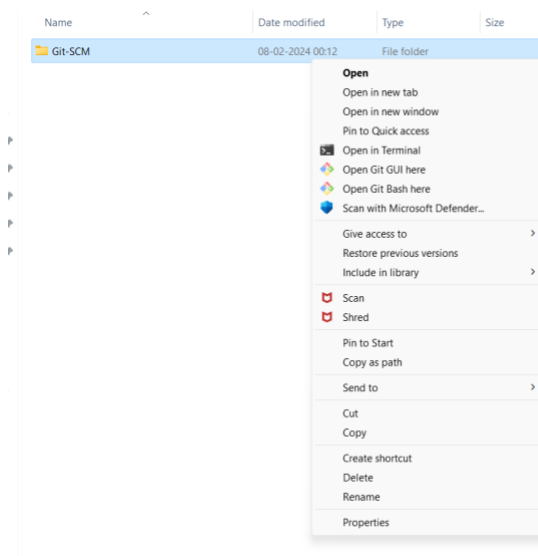 Name Date modified Type Size
Git-SCM 08-02-2024 00:12 File folder
Open
Open in new tab
Open in new window
Pin to Quick access
Open in Terminal
Open Git GUI here
Open Git Bash here
Scan with Microsoft Defender...
Give access to
Restore previous versions
Include in library
Scan
Shred
Pin to Start
Copy as path
Send to
Cut
Copy
Create shortcut
Delete
Rename
Properties